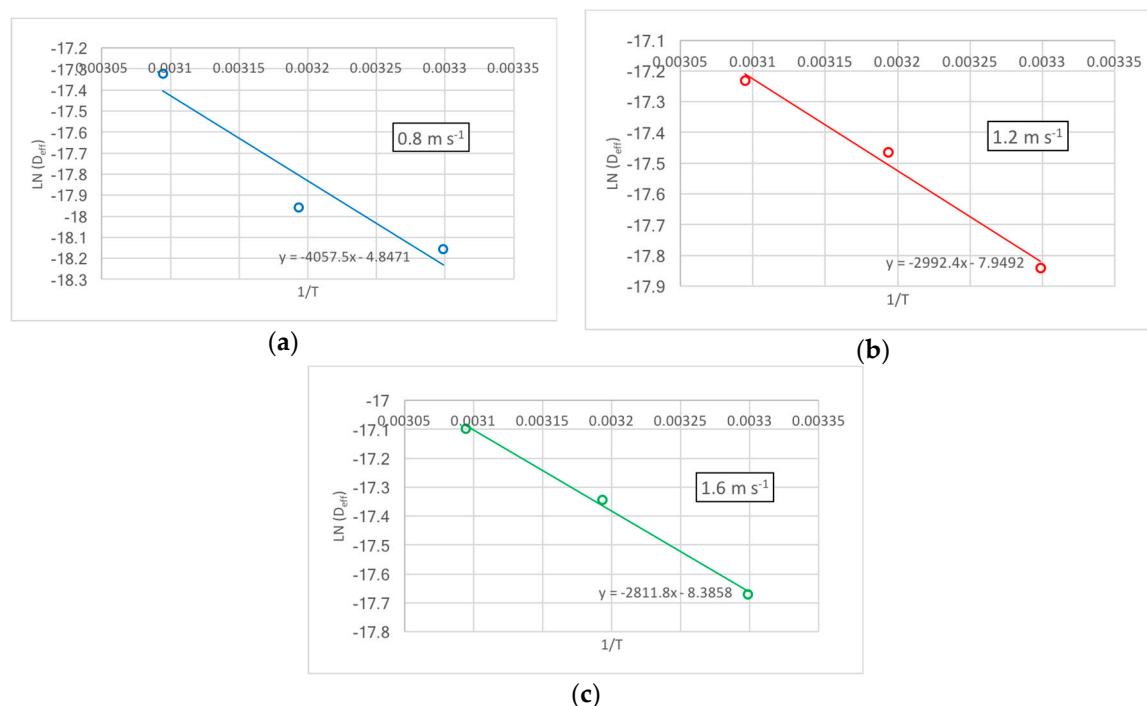 -17.2
-17.3
-17.4
-17.5
-17.6
-17.7
-17.8
-17.9
-18
-18.1
-18.2
-18.3
0.00305 0.0031 0.00315 0.0032 0.00325 0.0033 0.00335
LN (Deff)
0.8 m s⁻¹
y = -4057.5x - 4.8471
1/T
(a)
-17.1
-17.2
-17.3
-17.4
-17.5
-17.6
-17.7
-17.8
-17.9
0.00305 0.0031 0.00315 0.0032 0.00325 0.0033 0.00335
LN (Deff)
1.2 m s⁻¹
y = -2992.4x - 7.9492
1/T
(b)
-17
-17.1
-17.2
-17.3
-17.4
-17.5
-17.6
-17.7
-17.8
0.00305 0.0031 0.00315 0.0032 0.00325 0.0033 0.00335
LN (Deff)
1.6 m s⁻¹
y = -2811.8x - 8.3858
1/T
(c)